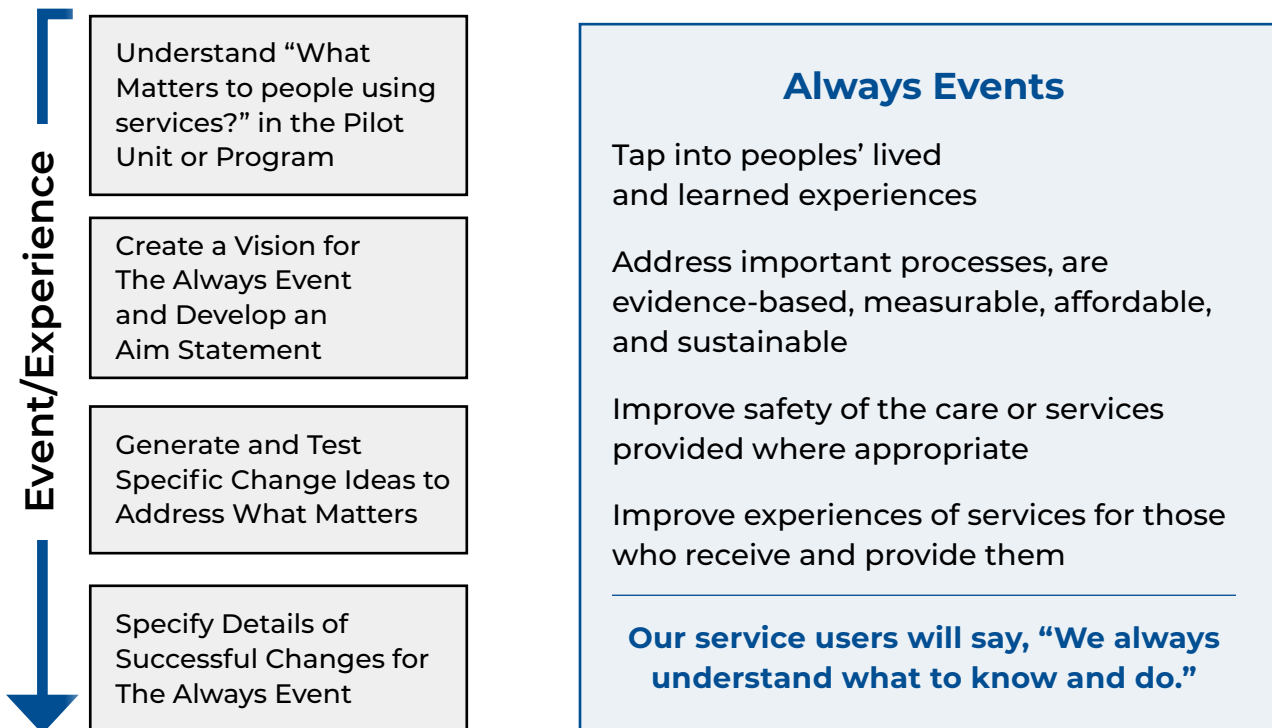 Event/Experience
Understand “What
Matters to people using
services?” in the Pilot
Unit or Program
Create a Vision for
The Always Event
and Develop an
Aim Statement
Generate and Test
Specific Change Ideas to
Address What Matters
Specify Details of
Successful Changes for
The Always Event
Always Events
Tap into peoples’ lived
and learned experiences
Address important processes, are
evidence-based, measurable, affordable,
and sustainable
Improve safety of the care or services
provided where appropriate
Improve experiences of services for those
who receive and provide them
Our service users will say, “We always
understand what to know and do.”